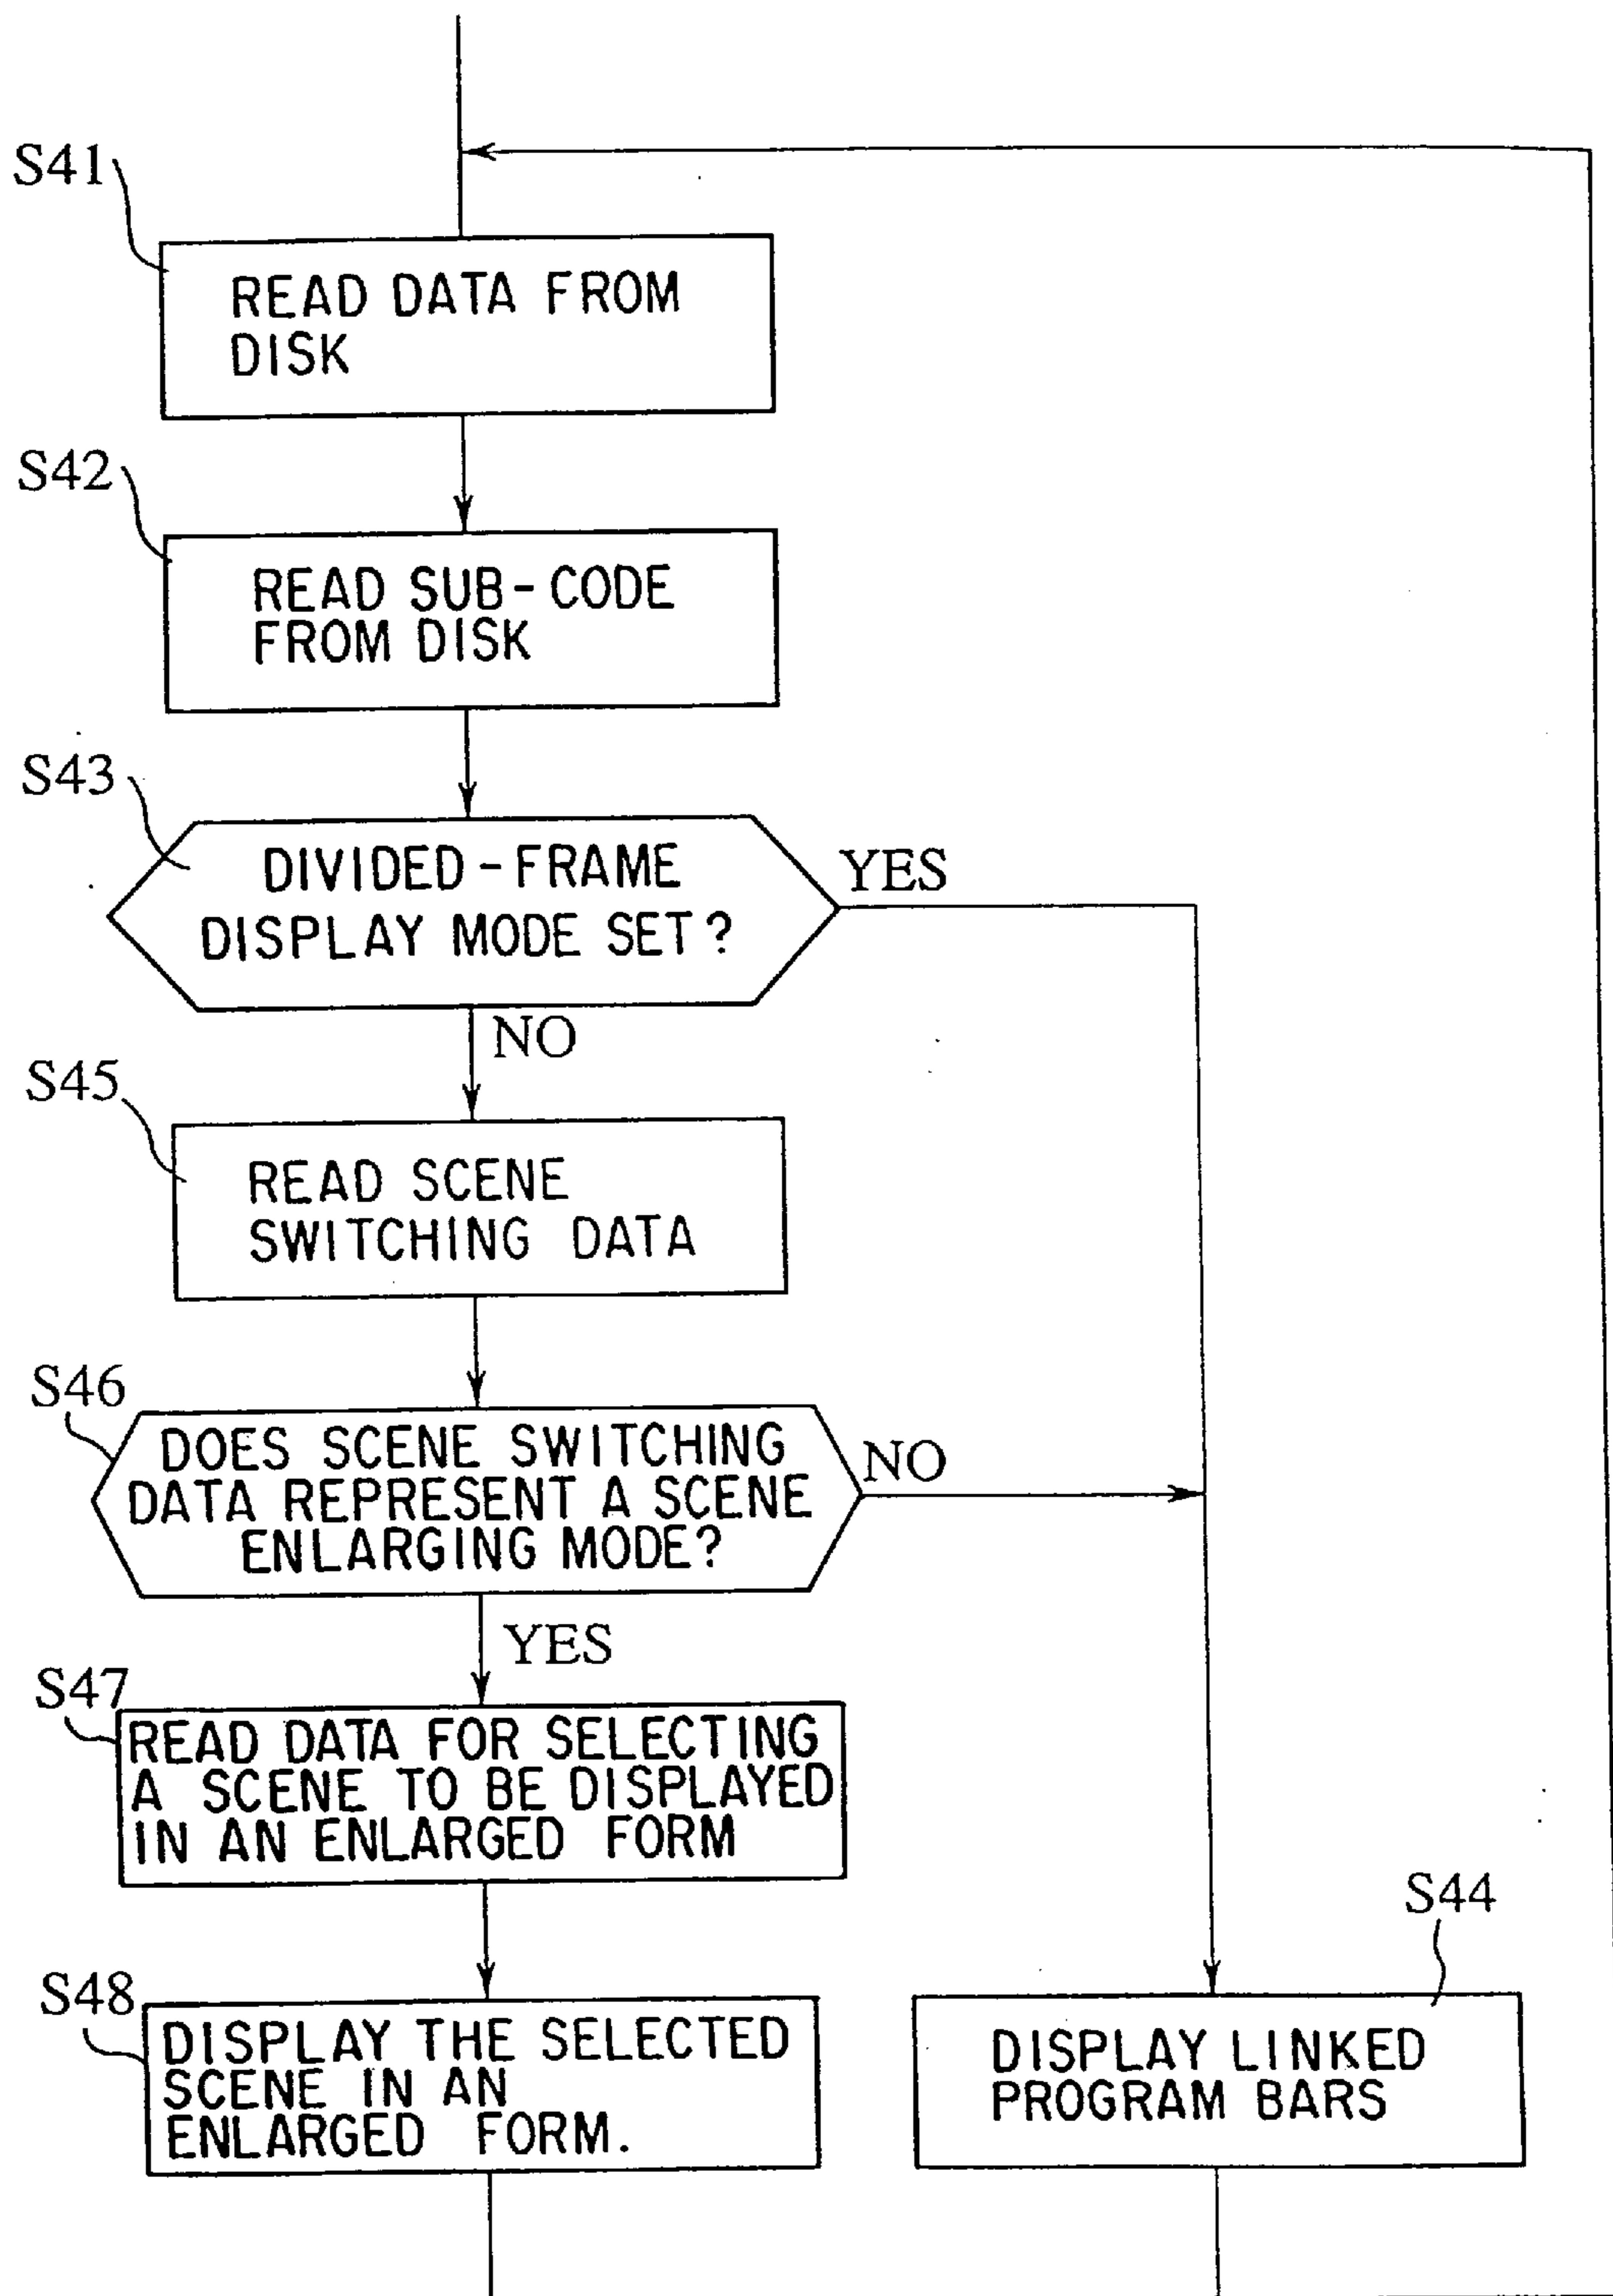 S41
READ DATA FROM
DISK
S42
READ SUB-CODE
FROM DISK
S43
DIVIDED-FRAME
DISPLAY MODE SET?
YES
NO
S45
READ SCENE
SWITCHING DATA
S46
DOES SCENE SWITCHING
DATA REPRESENT A SCENE
ENLARGING MODE?
NO
YES
S47
READ DATA FOR SELECTING
A SCENE TO BE DISPLAYED
IN AN ENLARGED FORM
S48
DISPLAY THE SELECTED
SCENE IN AN
ENLARGED FORM.
S44
DISPLAY LINKED
PROGRAM BARS